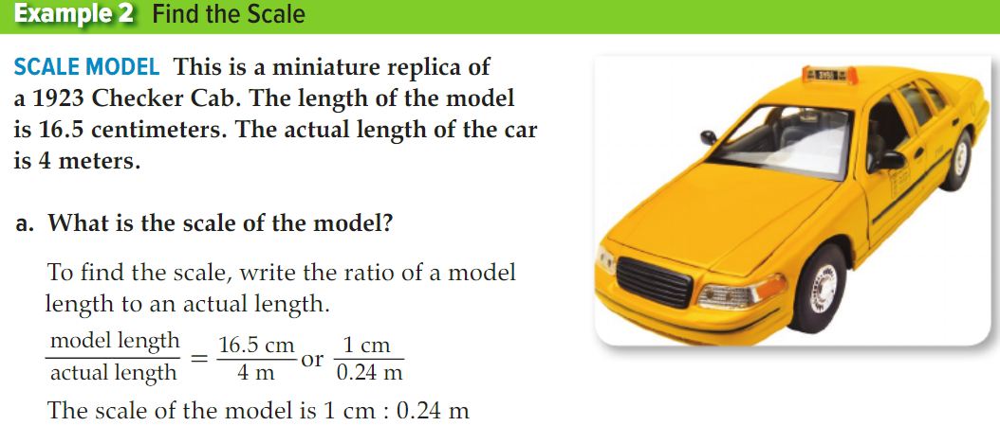 Example 2 Find the Scale
SCALE MODEL This is a miniature replica of
a 1923 Checker Cab. The length of the model
is 16.5 centimeters. The actual length of the car
is 4 meters.
a. What is the scale of the model?
To find the scale, write the ratio of a model
length to an actual length.
model length / actual length = 16.5 cm / 4 m or 1 cm / 0.24 m
The scale of the model is 1 cm : 0.24 m